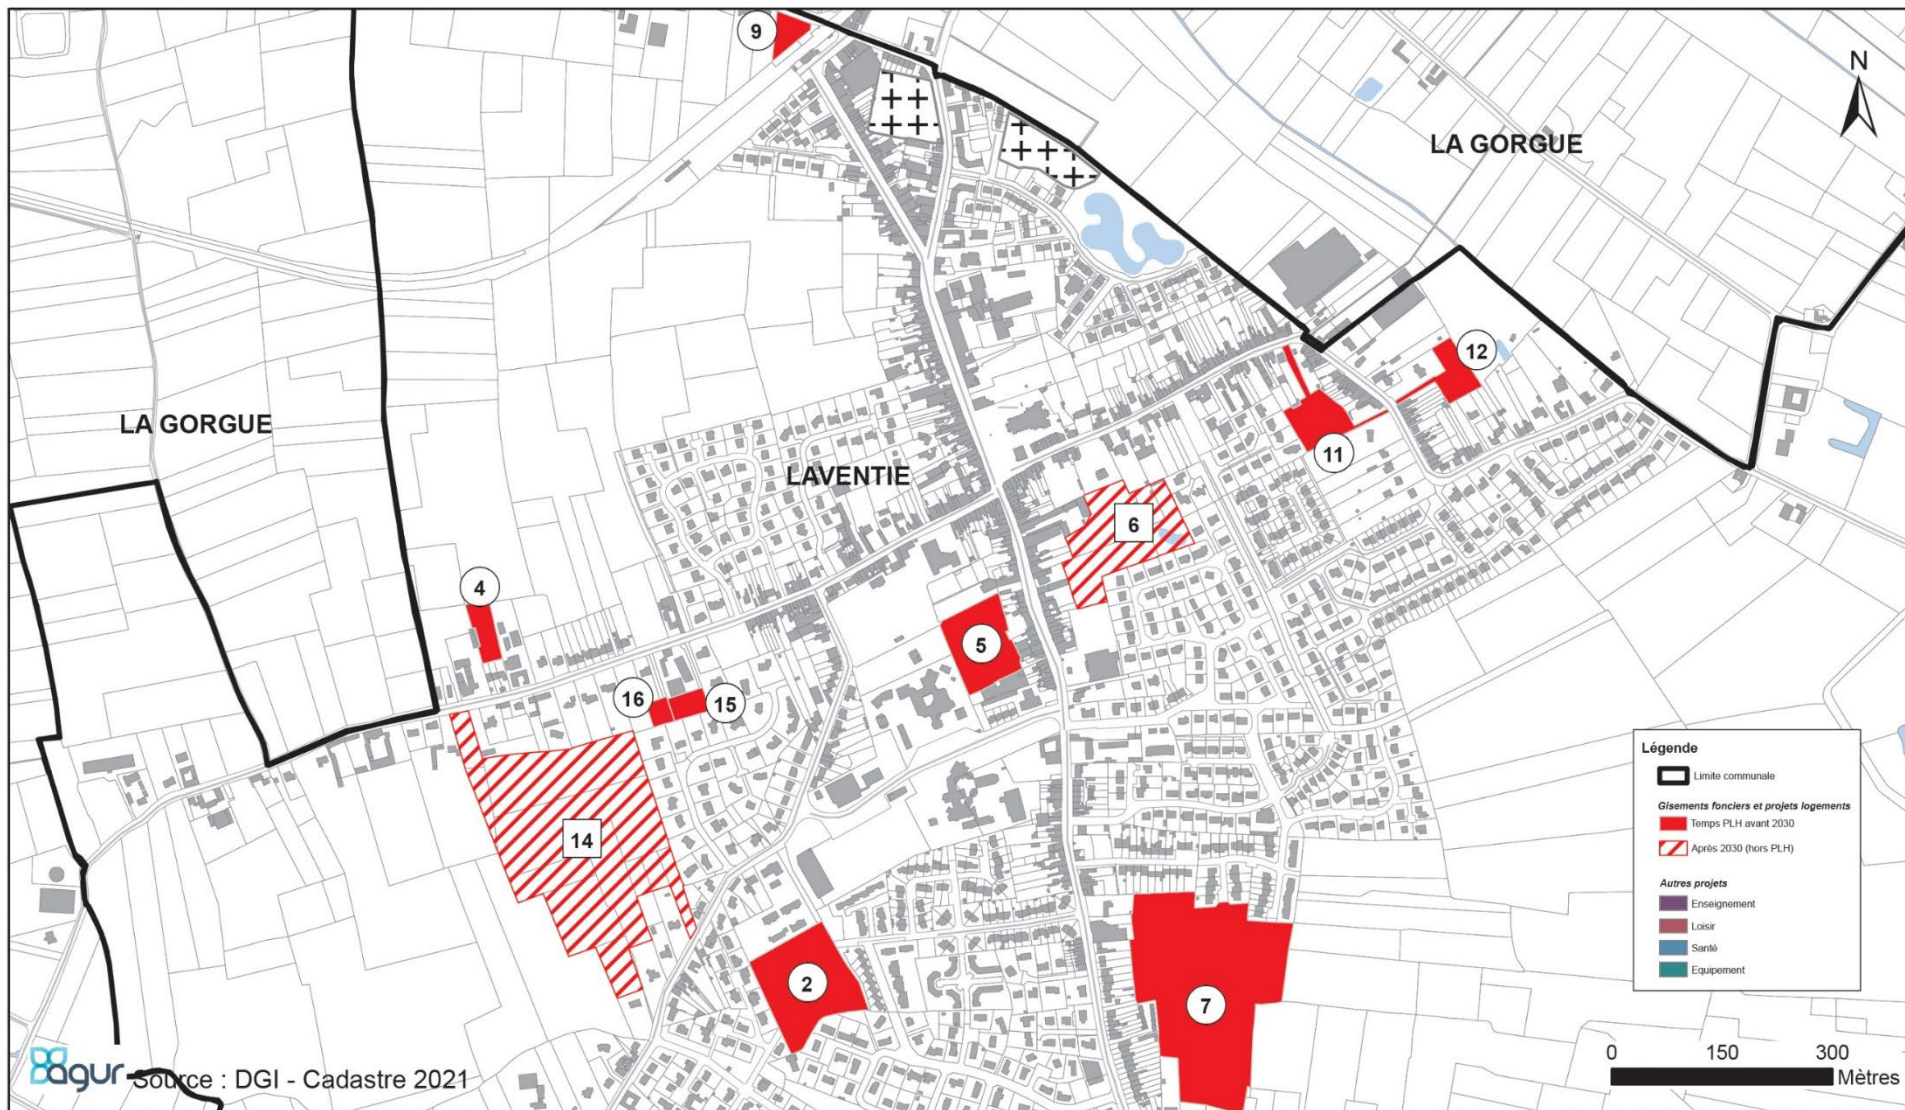 9
N
LA GORGUE
12
LA GORGUE
11
LAVENTIE
6
4
5
16
15
14
2
7
Légende
Limite communale
Gisements fonciers et projets logements
Temps PLH avant 2030
Après 2030 (hors PLH)
Autres projets
Enseignement
Loisir
Santé
Equipement
0 150 300
Mètres
agur
Source : DGI - Cadastre 2021